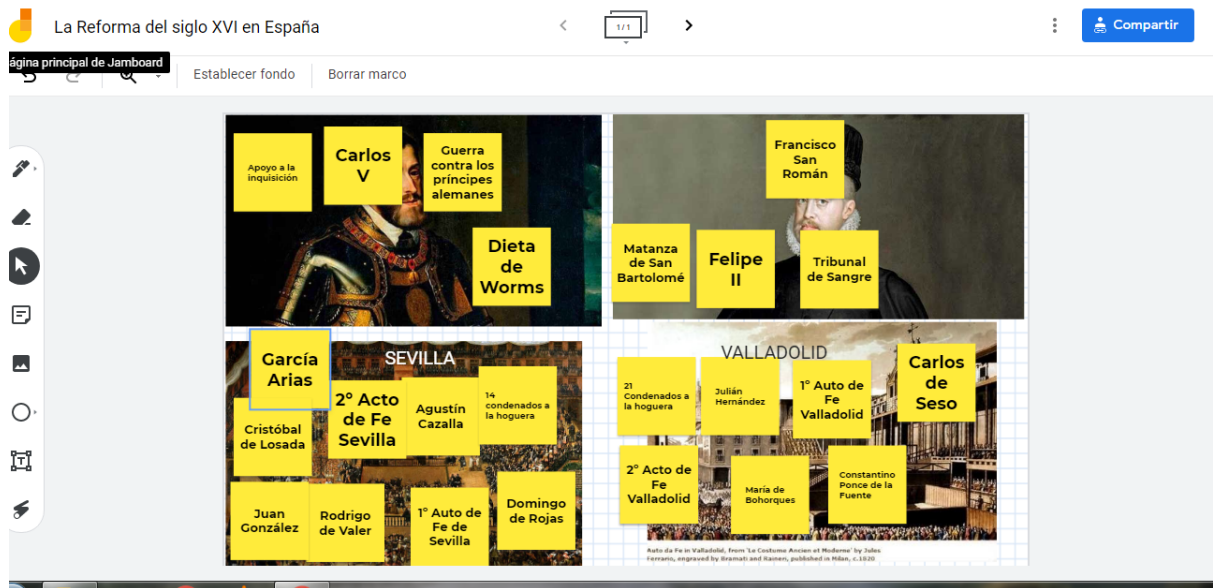 La Reforma del siglo XVI en España
1/1
Compartir
ágina principal de Jamboard
Establecer fondo
Borrar marco
Apoyo a la
inquisición
Carlos
V
Guerra
contra los
príncipes
alemanes
Dieta
de
Worms
Francisco
San
Román
Matanza
de San
Bartolomé
Felipe
II
Tribunal
de Sangre
SEVILLA
García
Arias
2º Acto
de Fe
Sevilla
Agustín
Cazalla
14
condenados a
la hoguera
Cristóbal
de Losada
Juan
González
Rodrigo
de Valer
1º Auto de
Fe de
Sevilla
Domingo
de Rojas
VALLADOLID
21
Condenados a
la hoguera
Julián
Hernández
1º Auto de
Fe
Valladolid
Carlos
de
Seso
2º Acto de
Fe
Valladolid
María de
Bohorques
Constantino
Ponce de la
Fuente
Auto da Fe in Valladolid, from 'Le Costume Ancien et Moderne' by Jules
Ferrario, engraved by Bramati and published in Milan, c.1820